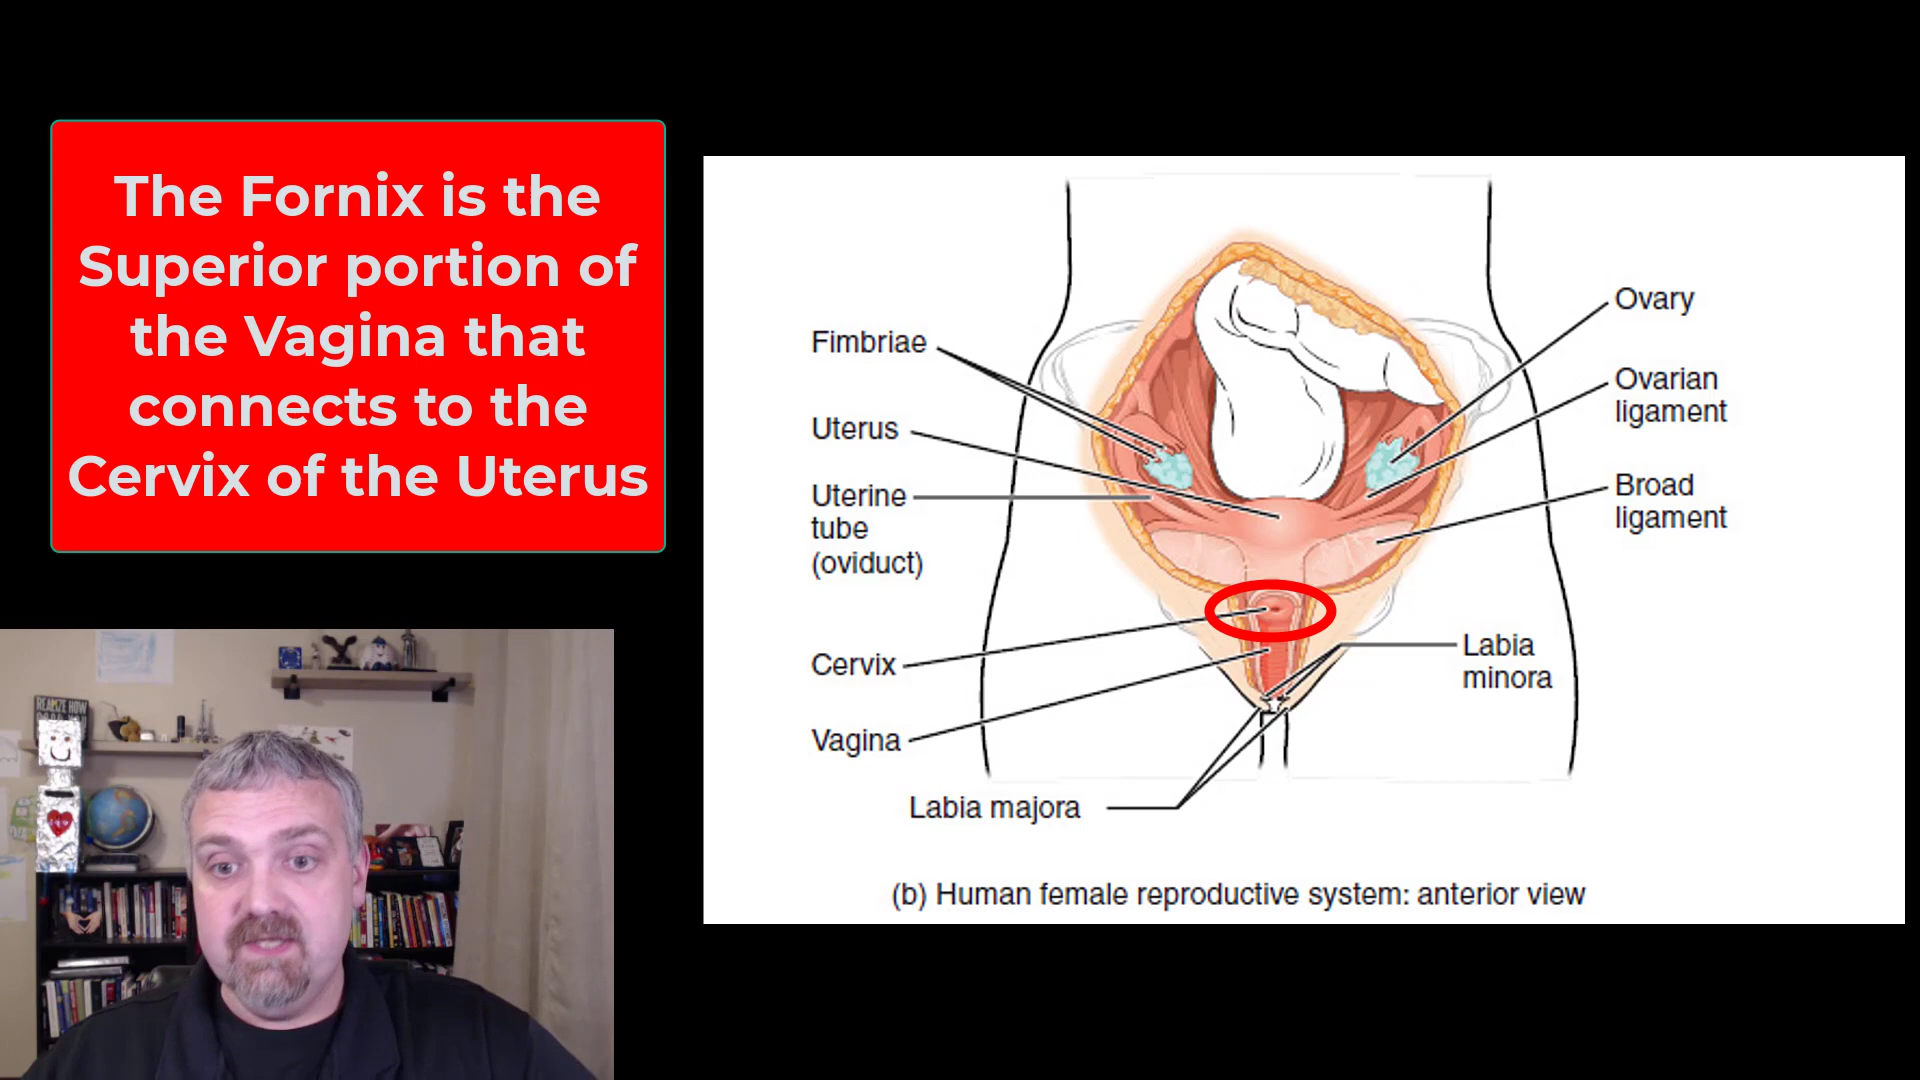 The Fornix is the
Superior portion of
the Vagina that
connects to the
Cervix of the Uterus
Fimbriae
Uterus
Uterine
tube
(oviduct)
Cervix
Vagina
Labia majora
Ovary
Ovarian
ligament
Broad
ligament
Labia
minora
(b) Human female reproductive system: anterior view
REALIZE HOW